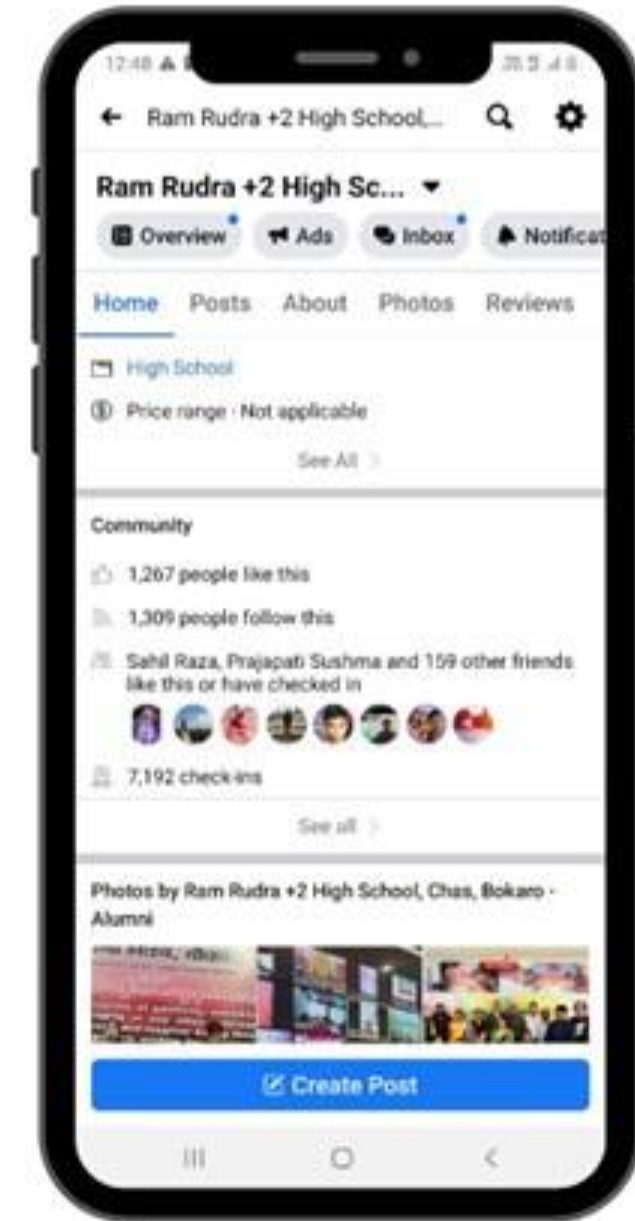 12:48
Ram Rudra +2 High School,...
Ram Rudra +2 High Sc...
Overview Ads Inbox Notificat
Home Posts About Photos Reviews
High School
Price range · Not applicable
See All
Community
1,267 people like this
1,309 people follow this
Sahil Raza, Prajapati Sushma and 159 other friends
like this or have checked in
7,192 check-ins
See all
Photos by Ram Rudra +2 High School, Chas, Bokaro -
Alumni
Create Post